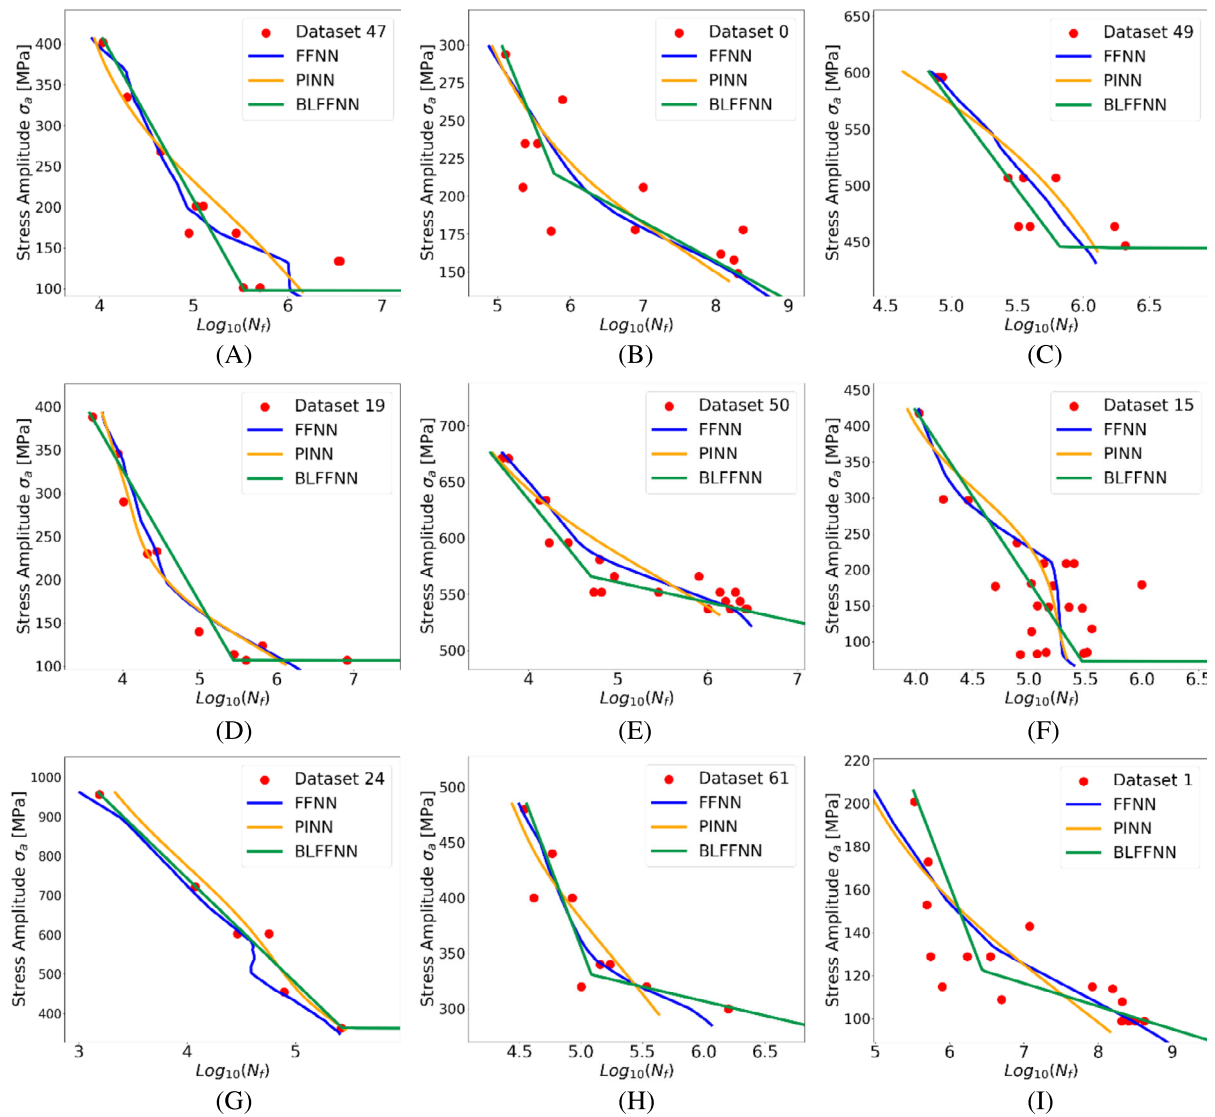 Stress Amplitude σa [MPa]
400
350
300
250
200
150
100
4 5 6 7
Log10(Nf)
Dataset 47
FFNN
PINN
BLFFNN
(A)
Stress Amplitude σa [MPa]
300
275
250
225
200
175
150
5 6 7 8 9
Log10(Nf)
Dataset 0
FFNN
PINN
BLFFNN
(B)
Stress Amplitude σa [MPa]
650
600
550
500
450
400
4.5 5.0 5.5 6.0 6.5
Log10(Nf)
Dataset 49
FFNN
PINN
BLFFNN
(C)
Stress Amplitude σa [MPa]
400
350
300
250
200
150
100
4 5 6 7
Log10(Nf)
Dataset 19
FFNN
PINN
BLFFNN
(D)
Stress Amplitude σa [MPa]
700
650
600
550
500
4 5 6 7
Log10(Nf)
Dataset 50
FFNN
PINN
BLFFNN
(E)
Stress Amplitude σa [MPa]
450
400
350
300
250
200
150
100
4.0 4.5 5.0 5.5 6.0 6.5
Log10(Nf)
Dataset 15
FFNN
PINN
BLFFNN
(F)
Stress Amplitude σa [MPa]
1000
900
800
700
600
500
400
3 4 5
Log10(Nf)
Dataset 24
FFNN
PINN
BLFFNN
(G)
Stress Amplitude σa [MPa]
500
450
400
350
300
4.5 5.0 5.5 6.0 6.5
Log10(Nf)
Dataset 61
FFNN
PINN
BLFFNN
(H)
Stress Amplitude σa [MPa]
220
200
180
160
140
120
100
5 6 7 8 9
Log10(Nf)
Dataset 1
FFNN
PINN
BLFFNN
(I)